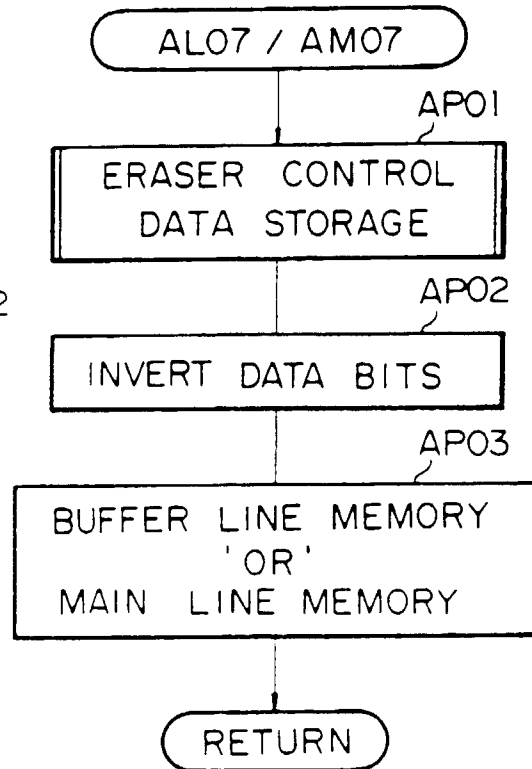 AL07 / AM07
AP01
ERASER CONTROL
DATA STORAGE
2
AP02
INVERT DATA BITS
AP03
BUFFER LINE MEMORY
'OR'
MAIN LINE MEMORY
RETURN